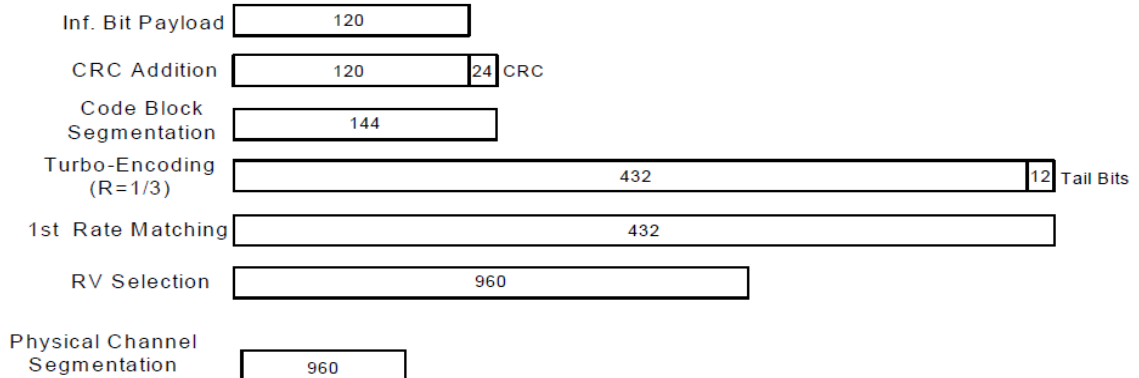 Inf. Bit Payload 120
CRC Addition 120 24 CRC
Code Block
Segmentation 144
Turbo-Encoding
(R=1/3) 432 12 Tail Bits
1st Rate Matching 432
RV Selection 960
Physical Channel
Segmentation 960